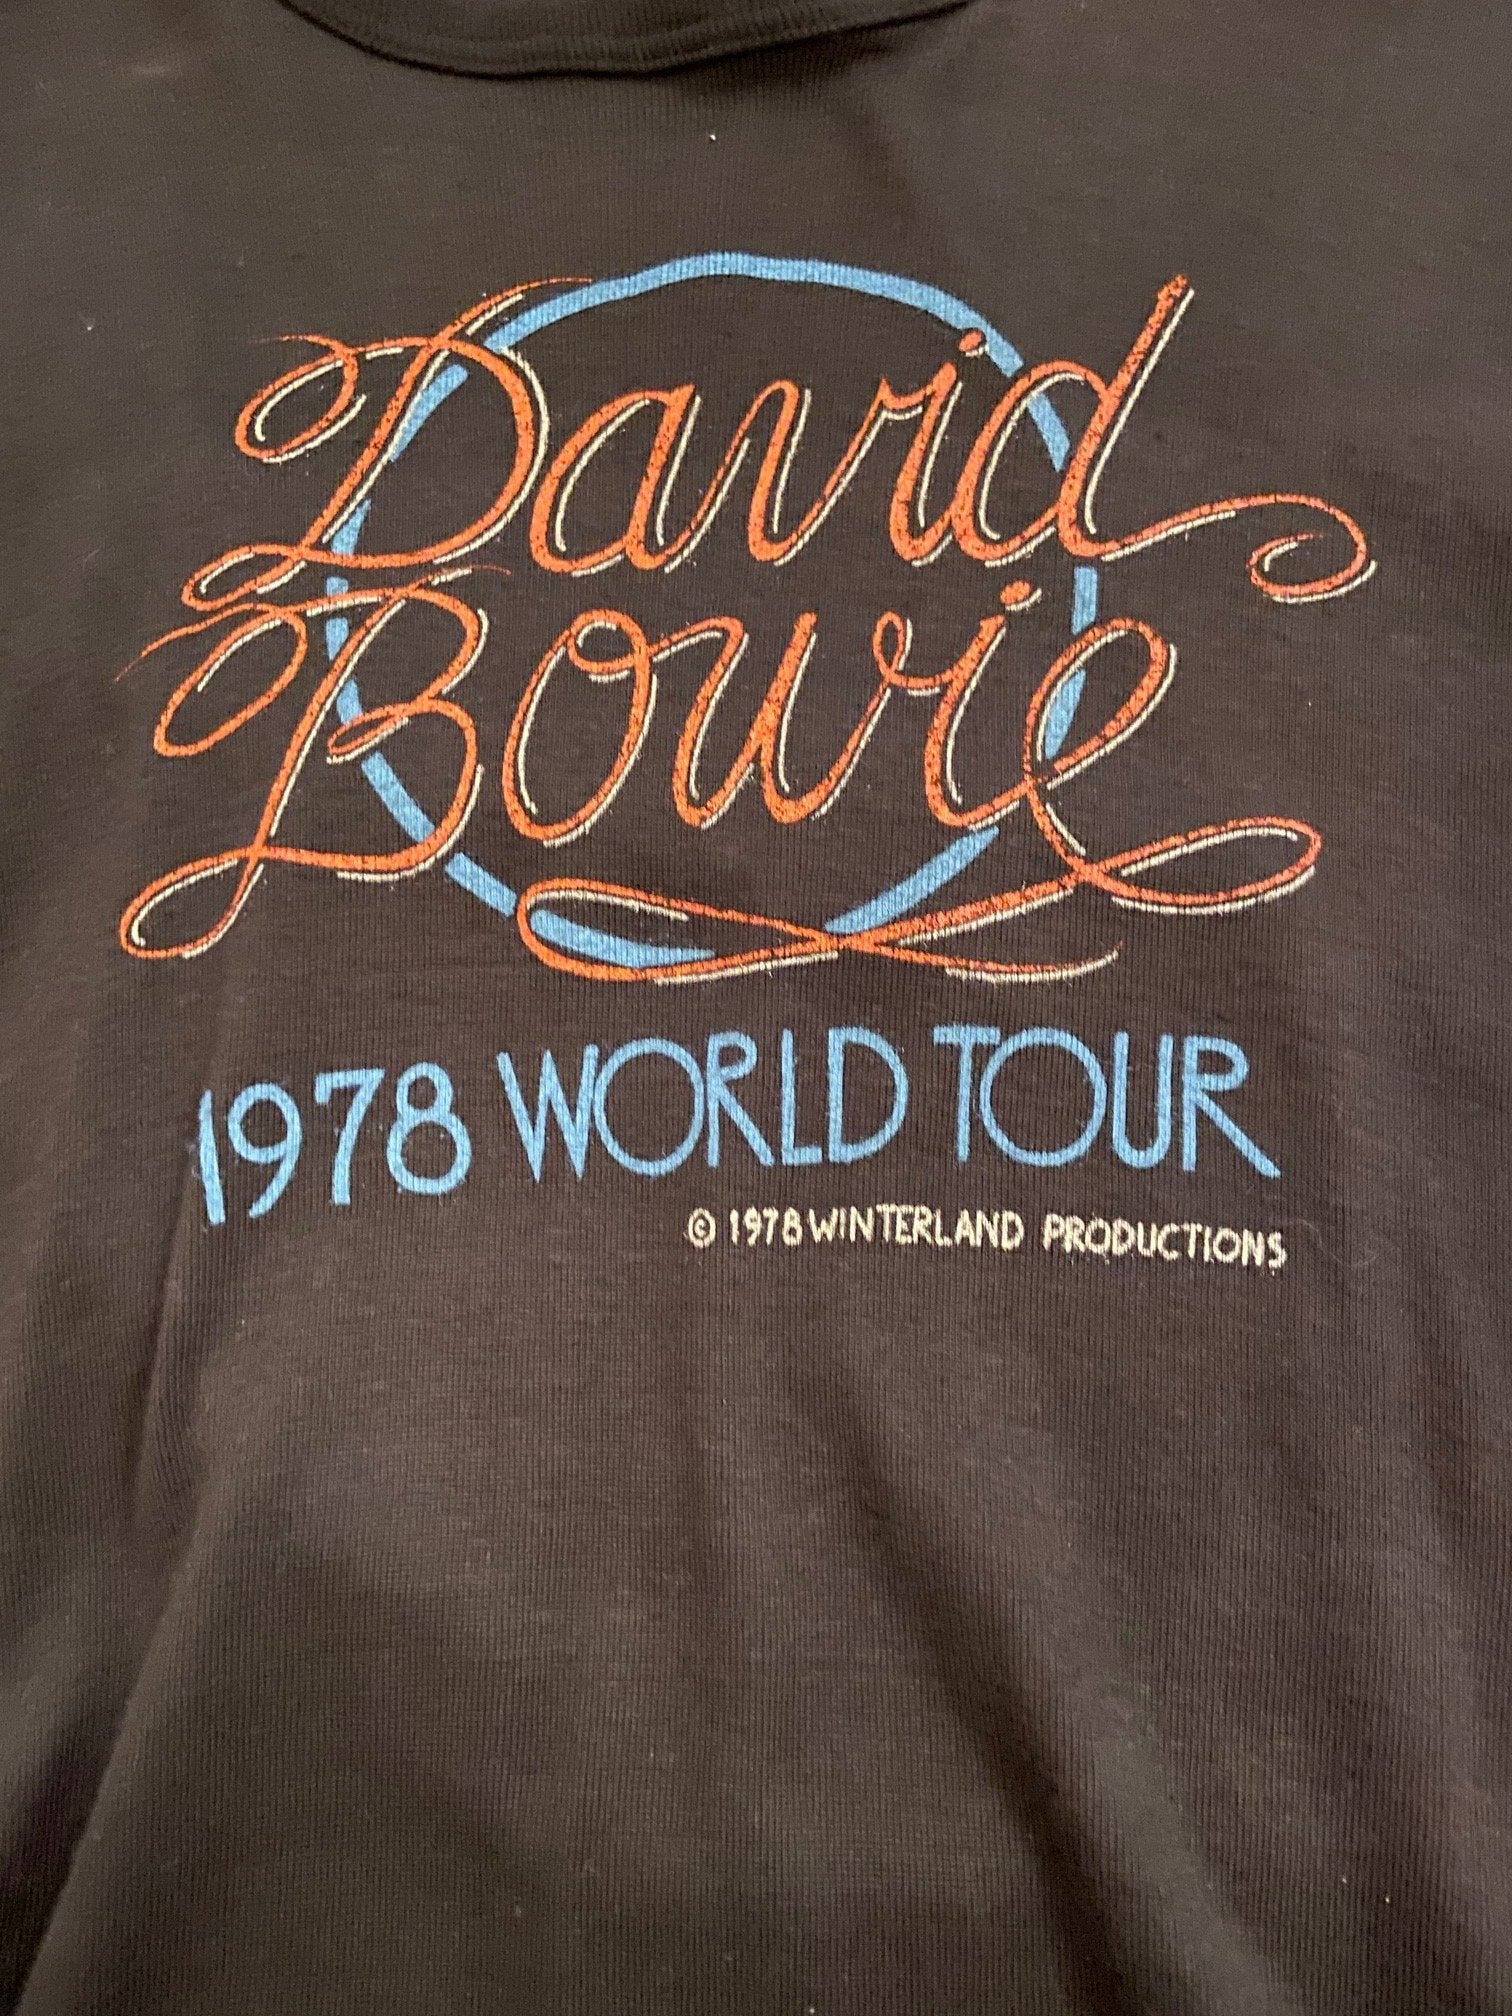 David
Bowie
1978 WORLD TOUR
© 1978 WINTERLAND PRODUCTIONS